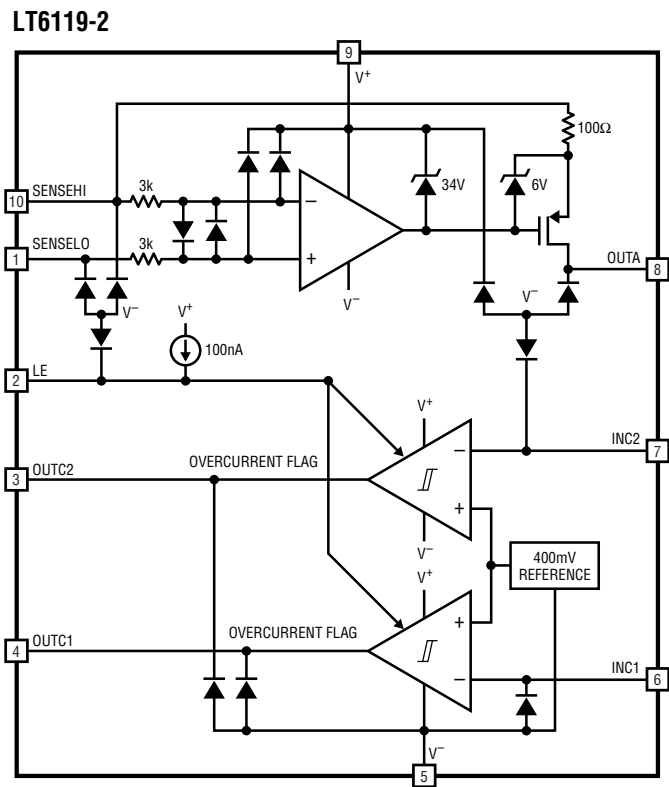 LT6119-2
9
V+
100Ω
34V
6V
10
SENSEHI
3k
−
1
SENSELO
3k
+
V−
OUTA
8
V−
V−
V+
100nA
2
LE
V+
INC2
7
−
3
OUTC2
OVERCURRENT FLAG
+
V−
V+
400mV
REFERENCE
+
4
OUTC1
OVERCURRENT FLAG
−
INC1
6
V−
5